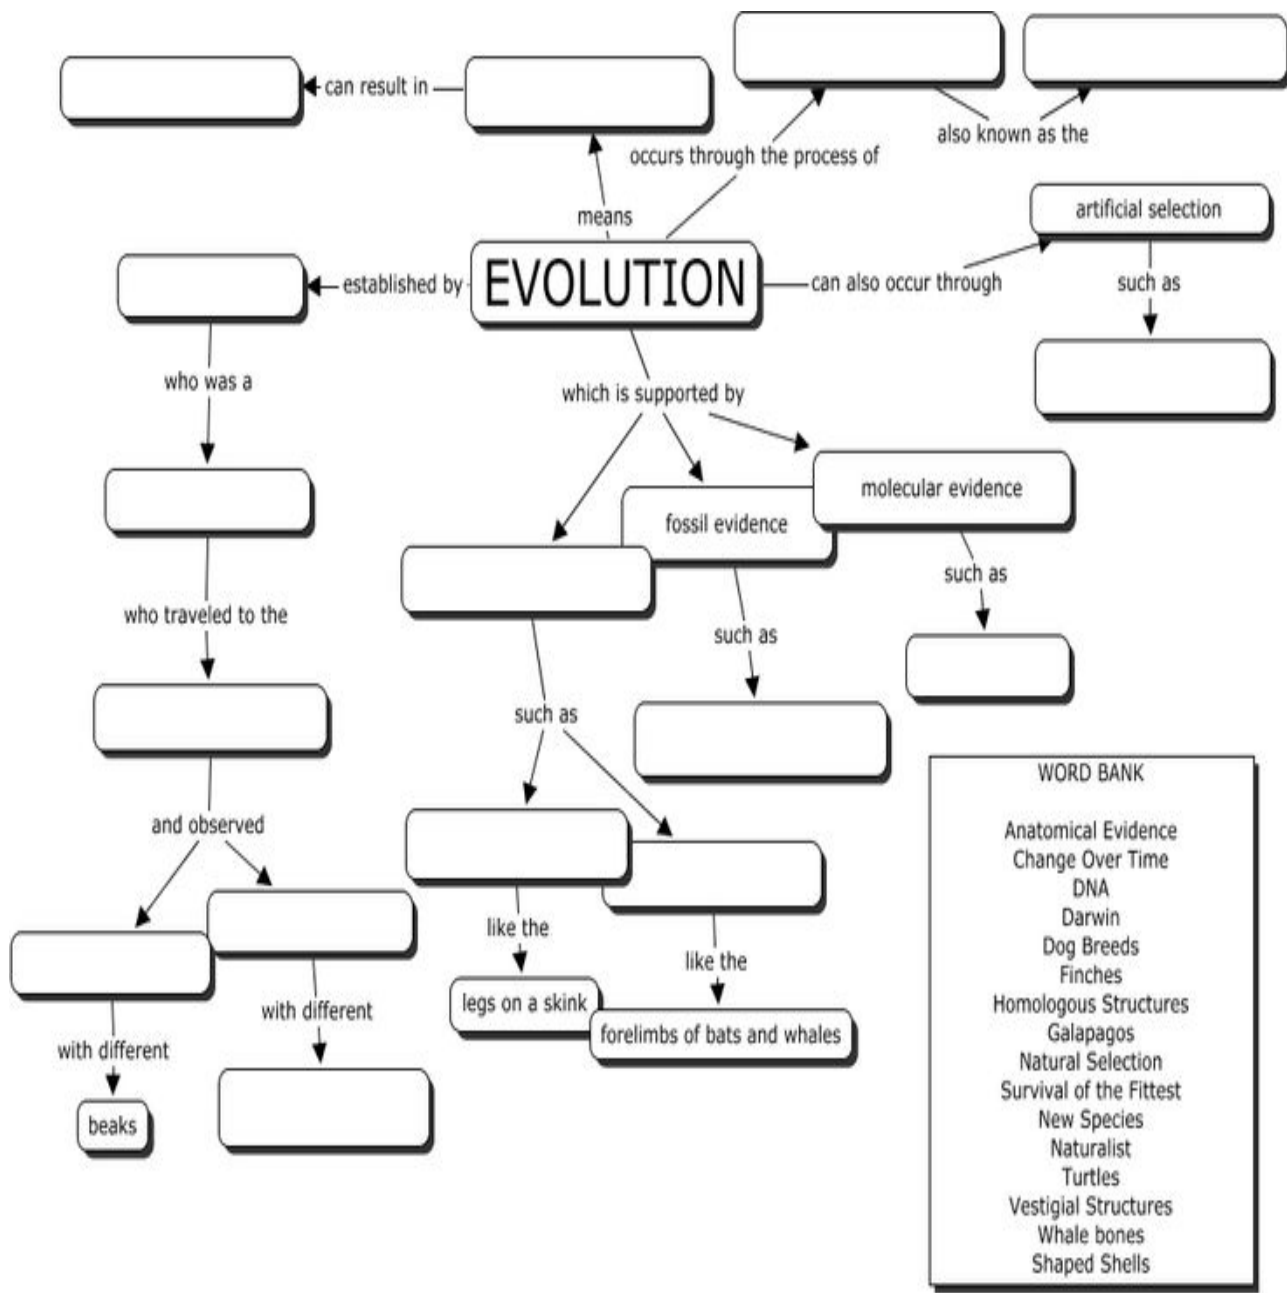 can result in
occurs through the process of
also known as the
means
artificial selection
established by
EVOLUTION
can also occur through
such as
who was a
which is supported by
molecular evidence
fossil evidence
such as
who traveled to the
such as
such as
and observed
like the
like the
legs on a skink
forelimbs of bats and whales
with different
with different
beaks
WORD BANK
Anatomical Evidence
Change Over Time
DNA
Darwin
Dog Breeds
Finches
Homologous Structures
Galapagos
Natural Selection
Survival of the Fittest
New Species
Naturalist
Turtles
Vestigial Structures
Whale bones
Shaped Shells